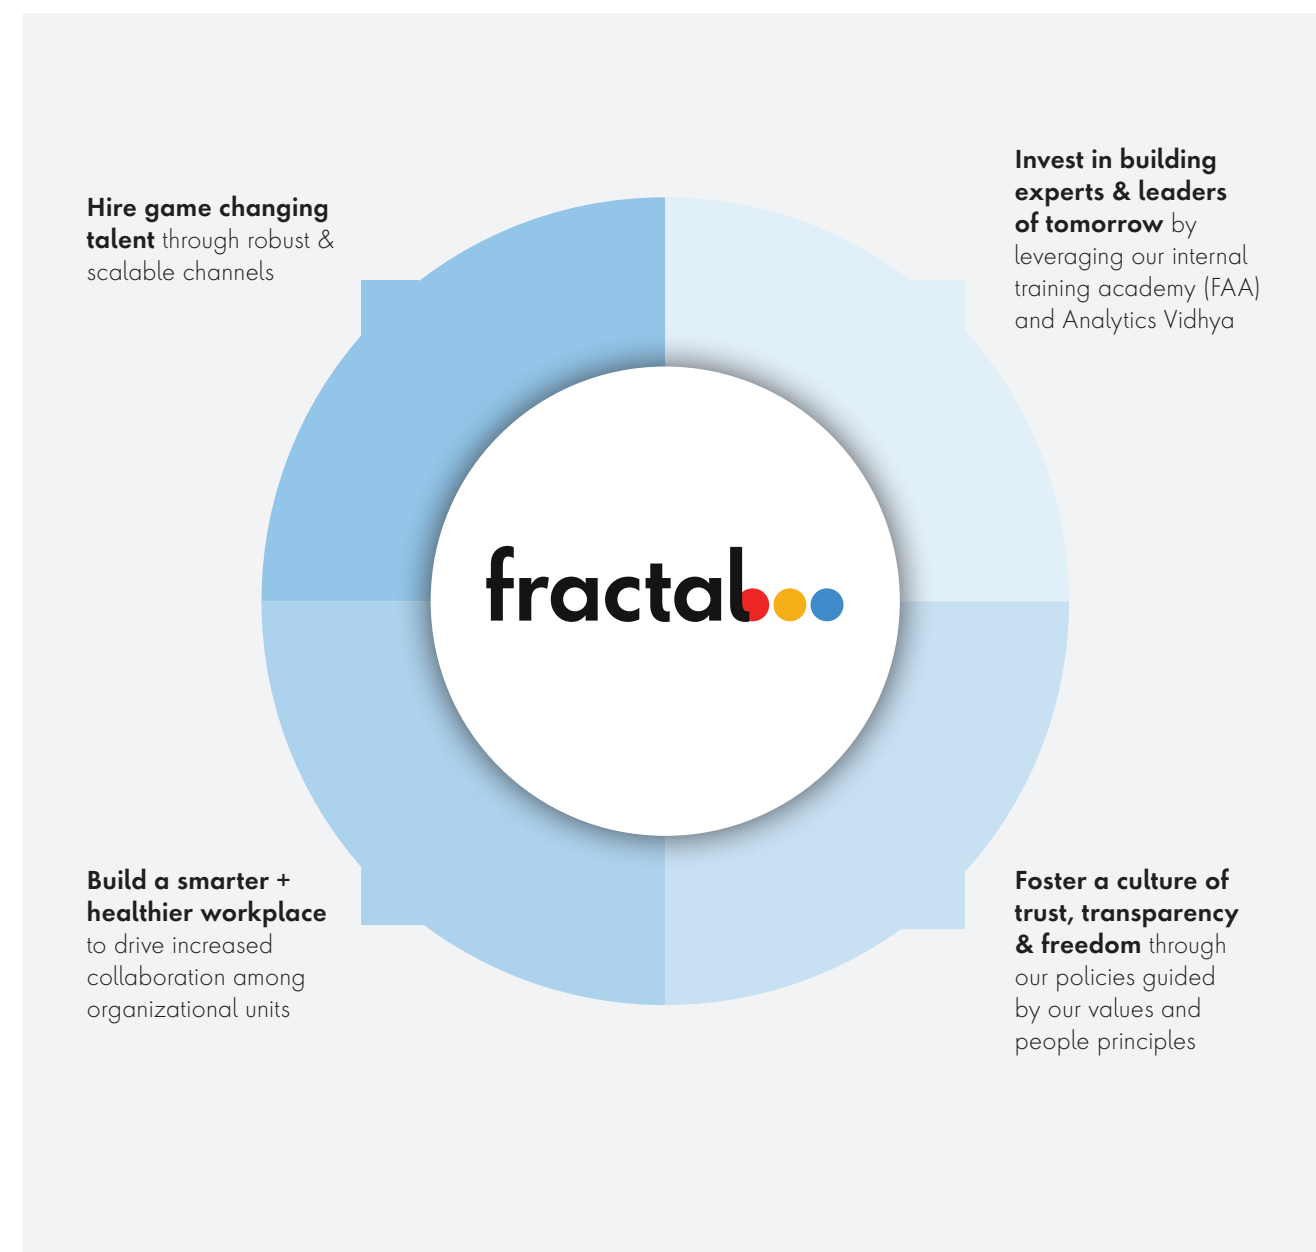 Hire game changing
talent through robust &
scalable channels
Invest in building
experts & leaders
of tomorrow by
leveraging our internal
training academy (FAA)
and Analytics Vidhya
fractal
Build a smarter +
healthier workplace
to drive increased
collaboration among
organizational units
Foster a culture of
trust, transparency
& freedom through
our policies guided
by our values and
people principles